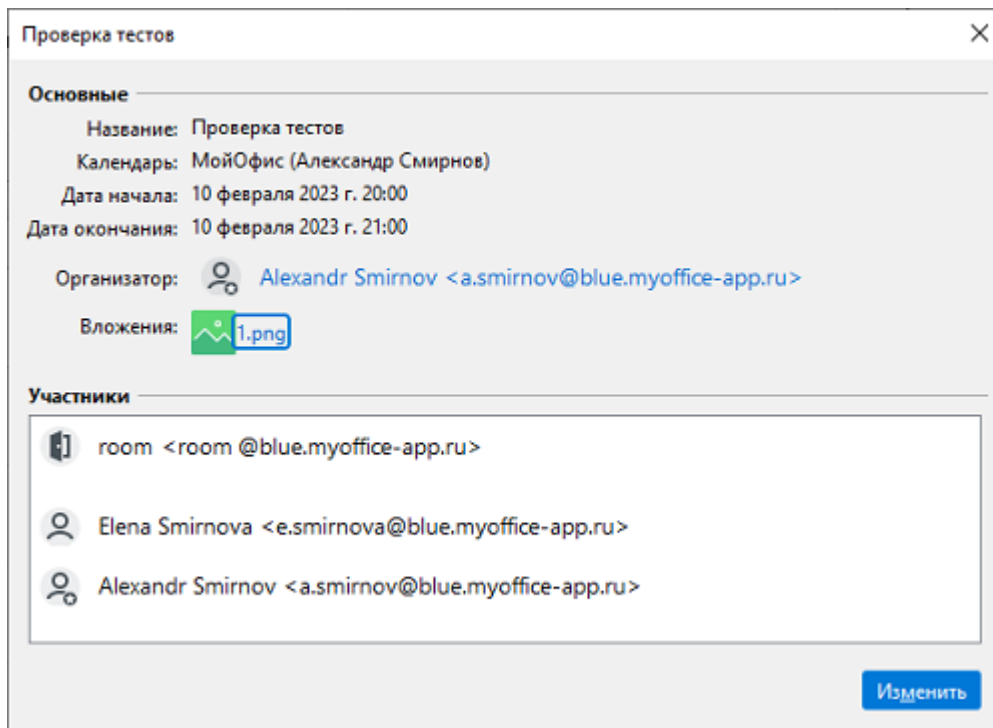 Проверка тестов
Основные
Название: Проверка тестов
Календарь: МойОфис (Александр Смирнов)
Дата начала: 10 февраля 2023 г. 20:00
Дата окончания: 10 февраля 2023 г. 21:00
Организатор: Alexandr Smirnov <a.smirnov@blue.myoffice-app.ru>
Вложения: 1.png
Участники
room <room @blue.myoffice-app.ru>
Elena Smirnova <e.smirnova@blue.myoffice-app.ru>
Alexandr Smirnov <a.smirnov@blue.myoffice-app.ru>
Изменить